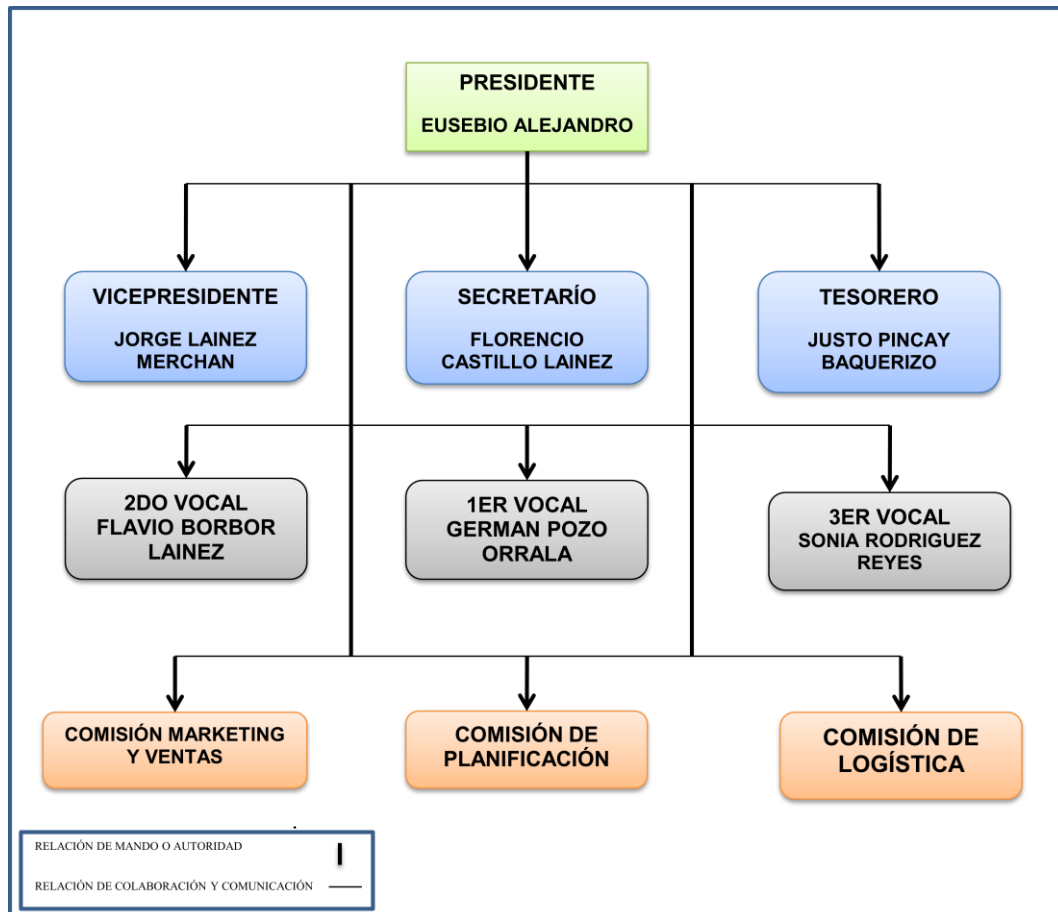 PRESIDENTE
EUSEBIO ALEJANDRO
VICEPRESIDENTE
JORGE LAINEZ
MERCHAN
SECRETARÍO
FLORENCIO
CASTILLO LAINEZ
TESORERO
JUSTO PINCAY
BAQUERIZO
2DO VOCAL
FLAVIO BORBOR
LAINEZ
1ER VOCAL
GERMAN POZO
ORRALA
3ER VOCAL
SONIA RODRIGUEZ
REYES
COMISIÓN MARKETING
Y VENTAS
COMISIÓN DE
PLANIFICACIÓN
COMISIÓN DE
LOGÍSTICA
RELACIÓN DE MANDO O AUTORIDAD
RELACIÓN DE COLABORACIÓN Y COMUNICACIÓN